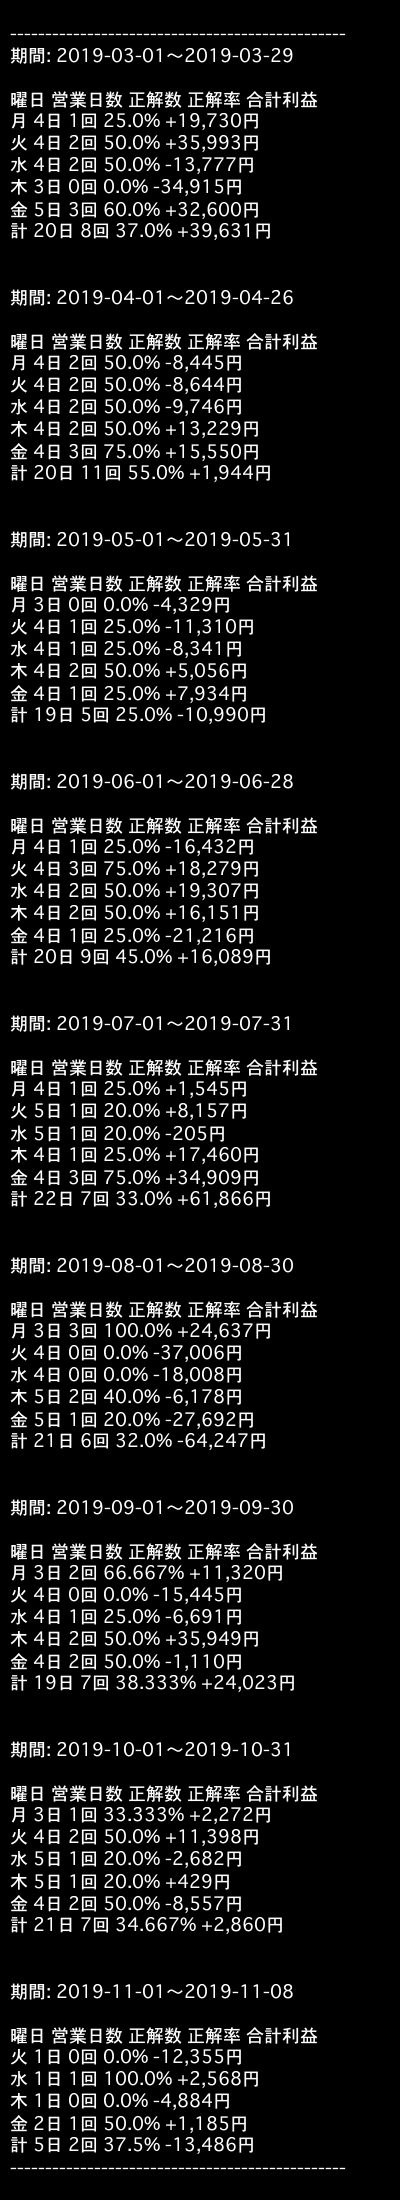 ------------------------------------------------
期間: 2019-03-01〜2019-03-29
曜日 営業日数 正解数 正解率 合計利益
月 4日 1回 25.0% +19,730円
火 4日 2回 50.0% +35,993円
水 4日 2回 50.0% -13,777円
木 3日 0回 0.0% -34,915円
金 5日 3回 60.0% +32,600円
計 20日 8回 37.0% +39,631円
期間: 2019-04-01〜2019-04-26
曜日 営業日数 正解数 正解率 合計利益
月 4日 2回 50.0% -8,445円
火 4日 2回 50.0% -8,644円
水 4日 2回 50.0% -9,746円
木 4日 2回 50.0% +13,229円
金 4日 3回 75.0% +15,550円
計 20日 11回 55.0% +1,944円
期間: 2019-05-01〜2019-05-31
曜日 営業日数 正解数 正解率 合計利益
月 3日 0回 0.0% -4,329円
火 4日 1回 25.0% -11,310円
水 4日 1回 25.0% -8,341円
木 4日 2回 50.0% +5,056円
金 4日 1回 25.0% +7,934円
計 19日 5回 25.0% -10,990円
期間: 2019-06-01〜2019-06-28
曜日 営業日数 正解数 正解率 合計利益
月 4日 1回 25.0% -16,432円
火 4日 3回 75.0% +18,279円
水 4日 2回 50.0% +19,307円
木 4日 2回 50.0% +16,151円
金 4日 1回 25.0% -21,216円
計 20日 9回 45.0% +16,089円
期間: 2019-07-01〜2019-07-31
曜日 営業日数 正解数 正解率 合計利益
月 4日 1回 25.0% +1,545円
火 5日 1回 20.0% +8,157円
水 5日 1回 20.0% -205円
木 4日 1回 25.0% +17,460円
金 4日 3回 75.0% +34,909円
計 22日 7回 33.0% +61,866円
期間: 2019-08-01〜2019-08-30
曜日 営業日数 正解数 正解率 合計利益
月 3日 3回 100.0% +24,637円
火 4日 0回 0.0% -37,006円
水 4日 0回 0.0% -18,008円
木 5日 2回 40.0% -6,178円
金 5日 1回 20.0% -27,692円
計 21日 6回 32.0% -64,247円
期間: 2019-09-01〜2019-09-30
曜日 営業日数 正解数 正解率 合計利益
月 3日 2回 66.667% +11,320円
火 4日 0回 0.0% -15,445円
水 4日 1回 25.0% -6,691円
木 4日 2回 50.0% +35,949円
金 4日 2回 50.0% -1,110円
計 19日 7回 38.333% +24,023円
期間: 2019-10-01〜2019-10-31
曜日 営業日数 正解数 正解率 合計利益
月 3日 1回 33.333% +2,272円
火 4日 2回 50.0% +11,398円
水 5日 1回 20.0% -2,682円
木 5日 1回 20.0% +429円
金 4日 2回 50.0% -8,557円
計 21日 7回 34.667% +2,860円
期間: 2019-11-01〜2019-11-08
曜日 営業日数 正解数 正解率 合計利益
火 1日 0回 0.0% -12,355円
水 1日 1回 100.0% +2,568円
木 1日 0回 0.0% -4,884円
金 2日 1回 50.0% +1,185円
計 5日 2回 37.5% -13,486円
------------------------------------------------